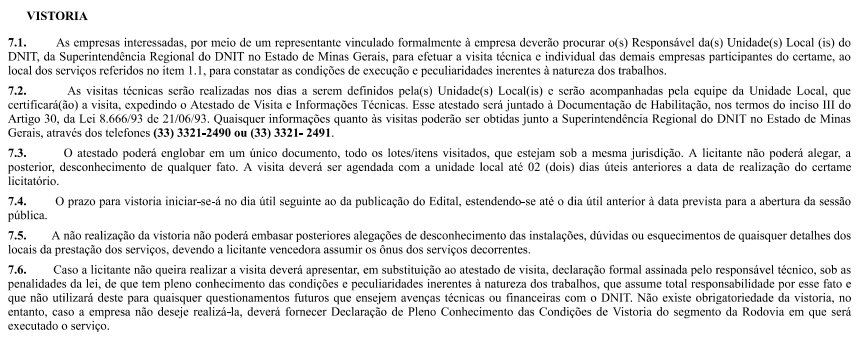 VISTORIA
7.1. As empresas interessadas, por meio de um representante vinculado formalmente à empresa deverão procurar o(s) Responsável da(s) Unidade(s) Local (is) do
DNIT, da Superintendência Regional do DNIT no Estado de Minas Gerais, para efetuar a visita técnica e individual das demais empresas participantes do certame, ao
local dos serviços referidos no item 1.1, para constatar as condições de execução e peculiaridades inerentes à natureza dos trabalhos.
7.2. As visitas técnicas serão realizadas nos dias a serem definidos pela(s) Unidade(s) Local(is) e serão acompanhadas pela equipe da Unidade Local, que
certificará(ão) a visita, expedindo o Atestado de Visita e Informações Técnicas. Esse atestado será juntado à Documentação de Habilitação, nos termos do inciso III do
Artigo 30, da Lei 8.666/93 de 21/06/93. Quaisquer informações quanto às visitas poderão ser obtidas junto a Superintendência Regional do DNIT no Estado de Minas
Gerais, através dos telefones (33) 3321-2490 ou (33) 3321- 2491.
7.3. O atestado poderá englobar em um único documento, todo os lotes/itens visitados, que estejam sob a mesma jurisdição. A licitante não poderá alegar, a
posterior, desconhecimento de qualquer fato. A visita deverá ser agendada com a unidade local até 02 (dois) dias úteis anteriores a data de realização do certame
licitatório.
7.4. O prazo para vistoria iniciar-se-á no dia útil seguinte ao da publicação do Edital, estendendo-se até o dia útil anterior à data prevista para a abertura da sessão
pública.
7.5. A não realização da vistoria não poderá embasar posteriores alegações de desconhecimento das instalações, dúvidas ou esquecimentos de quaisquer detalhes dos
locais da prestação dos serviços, devendo a licitante vencedora assumir os ônus dos serviços decorrentes.
7.6. Caso a licitante não queira realizar a visita deverá apresentar, em substituição ao atestado de visita, declaração formal assinada pelo responsável técnico, sob as
penalidades da lei, de que tem pleno conhecimento das condições e peculiaridades inerentes à natureza dos trabalhos, que assume total responsabilidade por esse fato e
que não utilizará deste para quaisquer questionamentos futuros que ensejem avenças técnicas ou financeiras com o DNIT. Não existe obrigatoriedade da vistoria, no
entanto, caso a empresa não deseje realizá-la, deverá fornecer Declaração de Pleno Conhecimento das Condições de Vistoria do segmento da Rodovia em que será
executado o serviço.